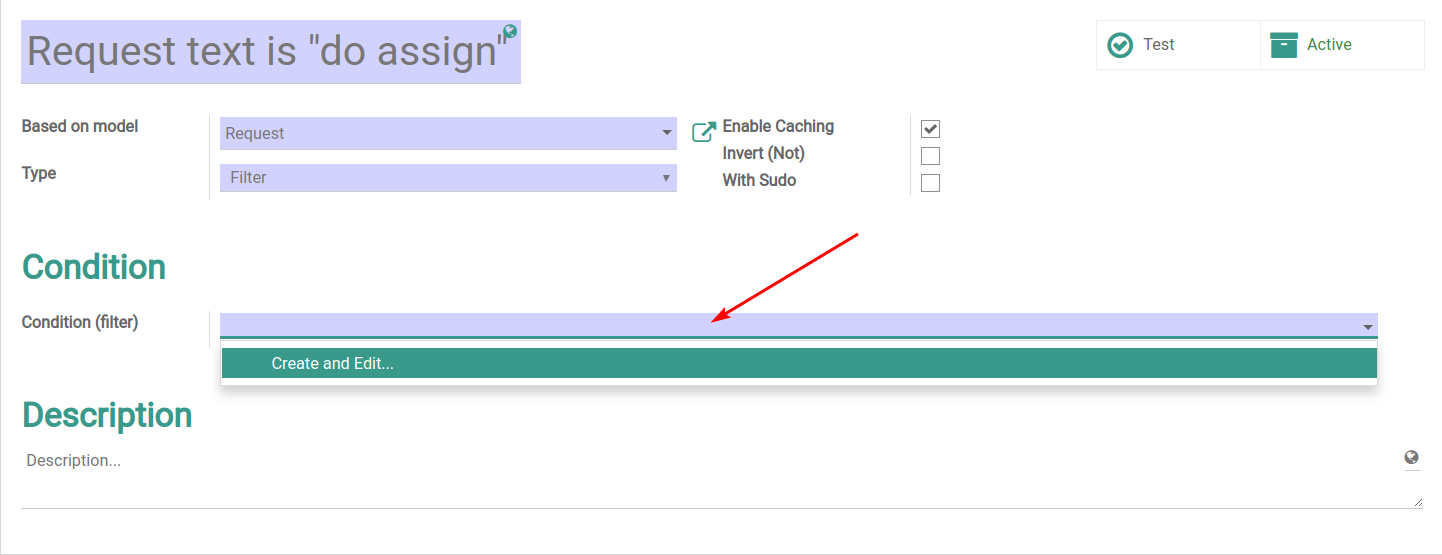 Request text is "do assign"
Test
Active
Based on model
Request
Enable Caching
Invert (Not)
Type
Filter
With Sudo
Condition
Condition (filter)
Create and Edit...
Description
Description...